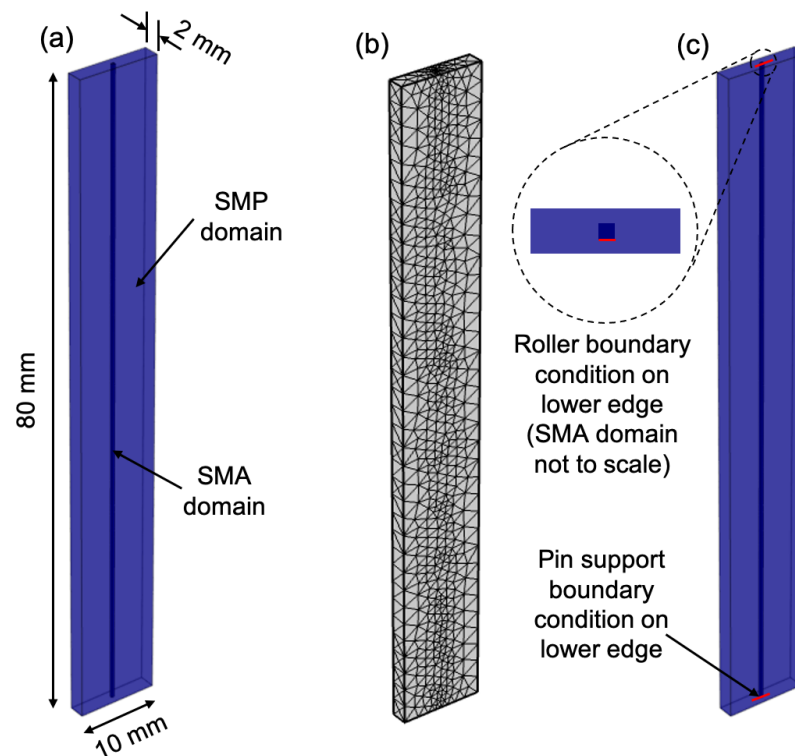 (a)
2 mm
(b)
(c)
SMP
domain
80 mm
SMA
domain
10 mm
Roller boundary
condition on
lower edge
(SMA domain
not to scale)
Pin support
boundary
condition on
lower edge